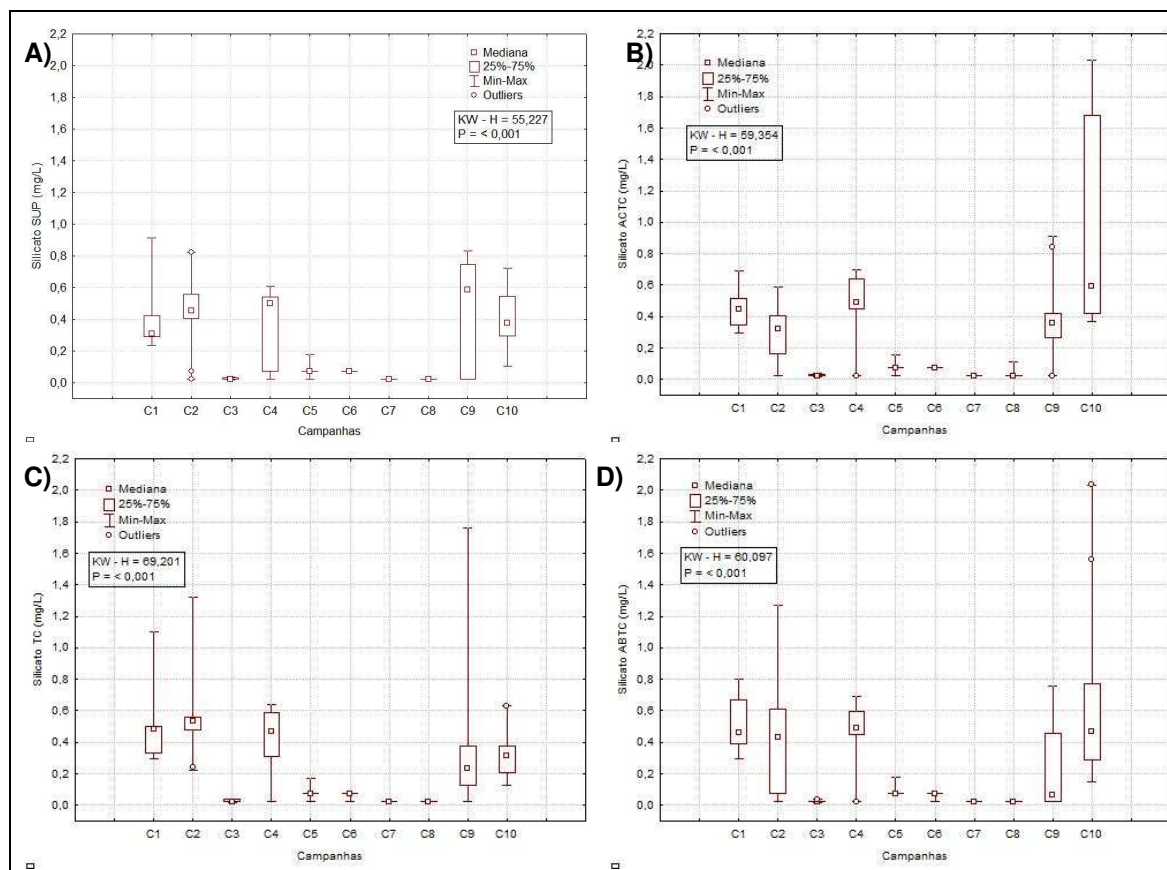 A)
2,2
2,0
1,8
1,6
1,4
1,2
1,0
0,8
0,6
0,4
0,2
0,0
Silicato SUP (mg/L)
Mediana
25%-75%
Min-Max
Outliers
KW - H = 55,227
P = < 0,001
C1 C2 C3 C4 C5 C6 C7 C8 C9 C10
Campanhas
B)
2,2
2,0
1,8
1,6
1,4
1,2
1,0
0,8
0,6
0,4
0,2
0,0
Silicato ACTC (mg/L)
Mediana
25%-75%
Min-Max
Outliers
KW - H = 59,354
P = < 0,001
C1 C2 C3 C4 C5 C6 C7 C8 C9 C10
Campanhas
C)
2,2
2,0
1,8
1,6
1,4
1,2
1,0
0,8
0,6
0,4
0,2
0,0
Silicato TC (mg/L)
Mediana
25%-75%
Min-Max
Outliers
KW - H = 69,201
P = < 0,001
C1 C2 C3 C4 C5 C6 C7 C8 C9 C10
Campanhas
D)
2,2
2,0
1,8
1,6
1,4
1,2
1,0
0,8
0,6
0,4
0,2
0,0
Silicato ABTC (mg/L)
Mediana
25%-75%
Min-Max
Outliers
KW - H = 60,097
P = < 0,001
C1 C2 C3 C4 C5 C6 C7 C8 C9 C10
Campanhas